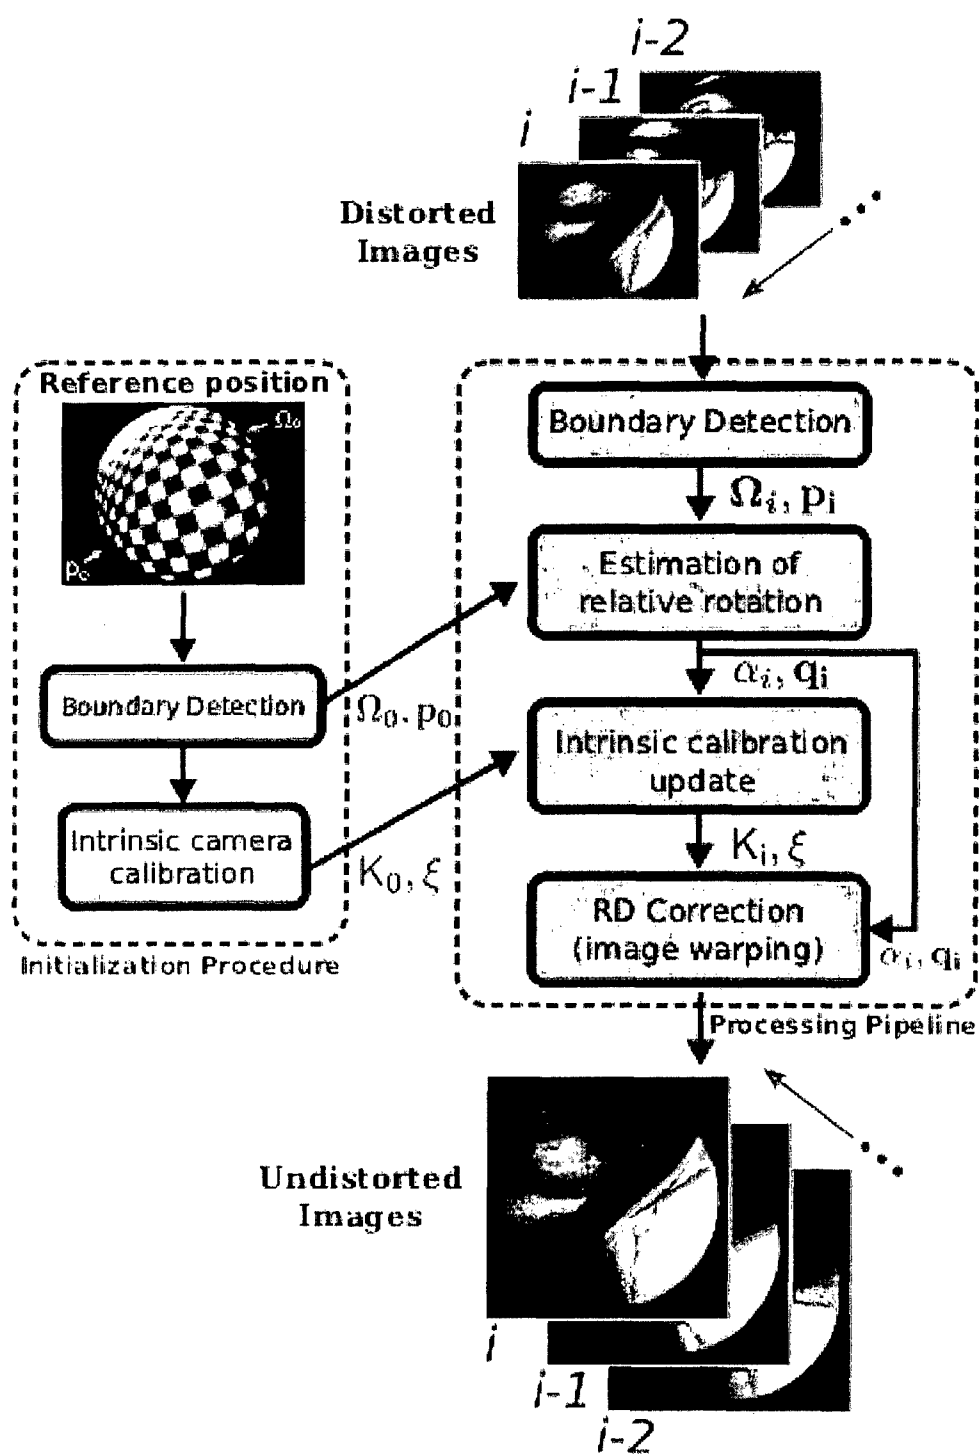 i-2
i-1
i
Distorted
Images
Reference position
Ω₀
p₀
Boundary Detection
Ω₀, p₀
Intrinsic camera
calibration
K₀, ξ
Initialization Procedure
Boundary Detection
Ωᵢ, pᵢ
Estimation of
relative rotation
αᵢ, qᵢ
Intrinsic calibration
update
Kᵢ, ξ
RD Correction
(image warping)
αᵢ, qᵢ
Processing Pipeline
Undistorted
Images
i
i-1
i-2